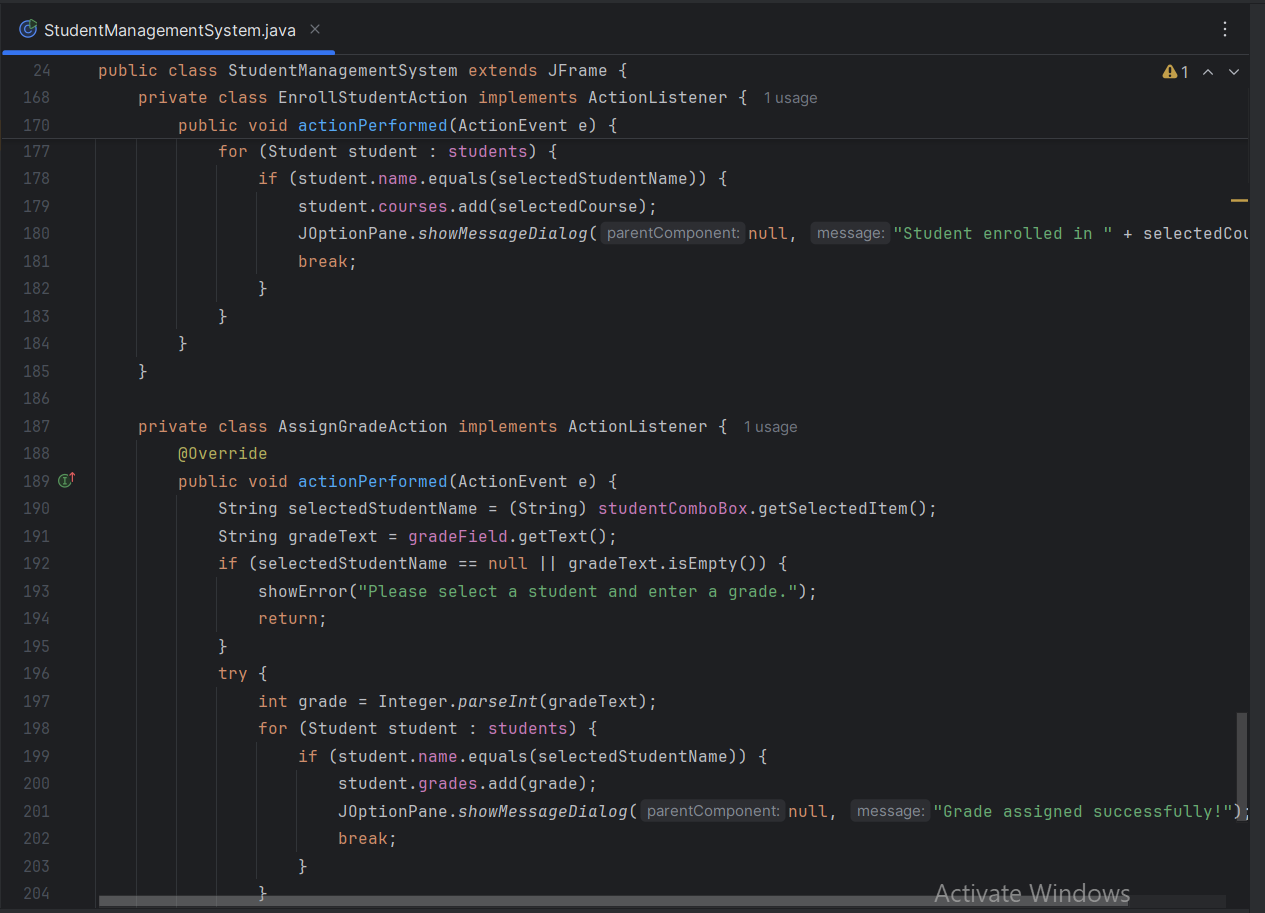 StudentManagementSystem.java
24 public class StudentManagementSystem extends JFrame { 1
168 private class EnrollStudentAction implements ActionListener { 1 usage
170 public void actionPerformed(ActionEvent e) {
177 for (Student student : students) {
178 if (student.name.equals(selectedStudentName)) {
179 student.courses.add(selectedCourse);
180 JOptionPane.showMessageDialog( parentComponent: null, message: "Student enrolled in " + selectedCou
181 break;
182 }
183 }
184 }
185 }
186
187 private class AssignGradeAction implements ActionListener { 1 usage
188 @Override
189 public void actionPerformed(ActionEvent e) {
190 String selectedStudentName = (String) studentComboBox.getSelectedItem();
191 String gradeText = gradeField.getText();
192 if (selectedStudentName == null || gradeText.isEmpty()) {
193 showError("Please select a student and enter a grade.");
194 return;
195 }
196 try {
197 int grade = Integer.parseInt(gradeText);
198 for (Student student : students) {
199 if (student.name.equals(selectedStudentName)) {
200 student.grades.add(grade);
201 JOptionPane.showMessageDialog( parentComponent: null, message: "Grade assigned successfully!");
202 break;
203 }
204 }
Activate Windows